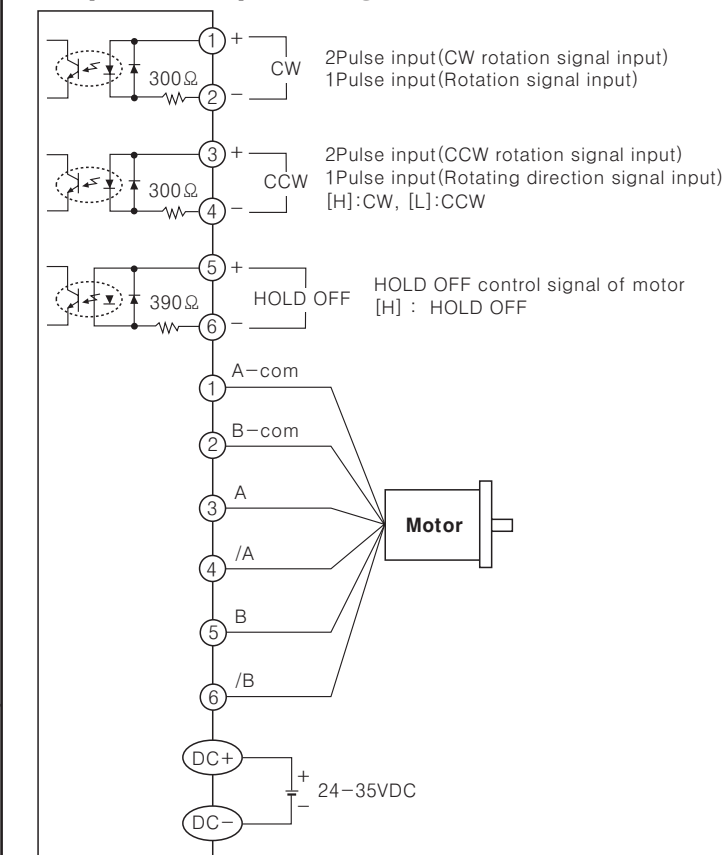 ① +
CW
300Ω
② −
2Pulse input(CW rotation signal input)
1Pulse input(Rotation signal input)
③ +
CCW
300Ω
④ −
2Pulse input(CCW rotation signal input)
1Pulse input(Rotating direction signal input)
[H]:CW, [L]:CCW
⑤ +
HOLD OFF
390Ω
⑥ −
HOLD OFF control signal of motor
[H] : HOLD OFF
① A−com
② B−com
③ A
④ /A
⑤ B
⑥ /B
Motor
DC+
+
24−35VDC
−
DC−